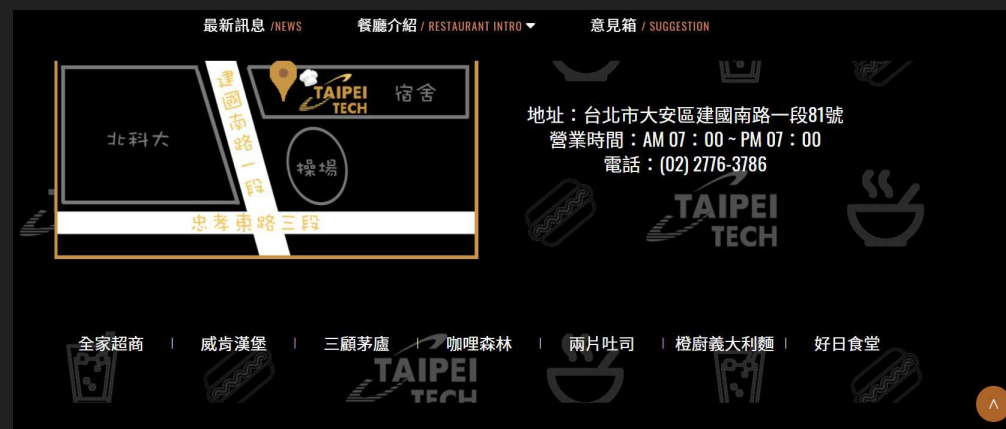 最新訊息 /NEWS
餐廳介紹 / RESTAURANT INTRO
意見箱 / SUGGESTION
建國南路一段
TAIPEI
TECH
宿舍
北科大
操場
忠孝東路三段
地址：台北市大安區建國南路一段81號
營業時間：AM 07：00 ~ PM 07：00
電話：(02) 2776-3786
TAIPEI
TECH
全家超商 | 威肯漢堡 | 三顧茅廬 | 咖哩森林 | 兩片吐司 | 橙廚義大利麵 | 好日食堂
TAIPEI
TECH